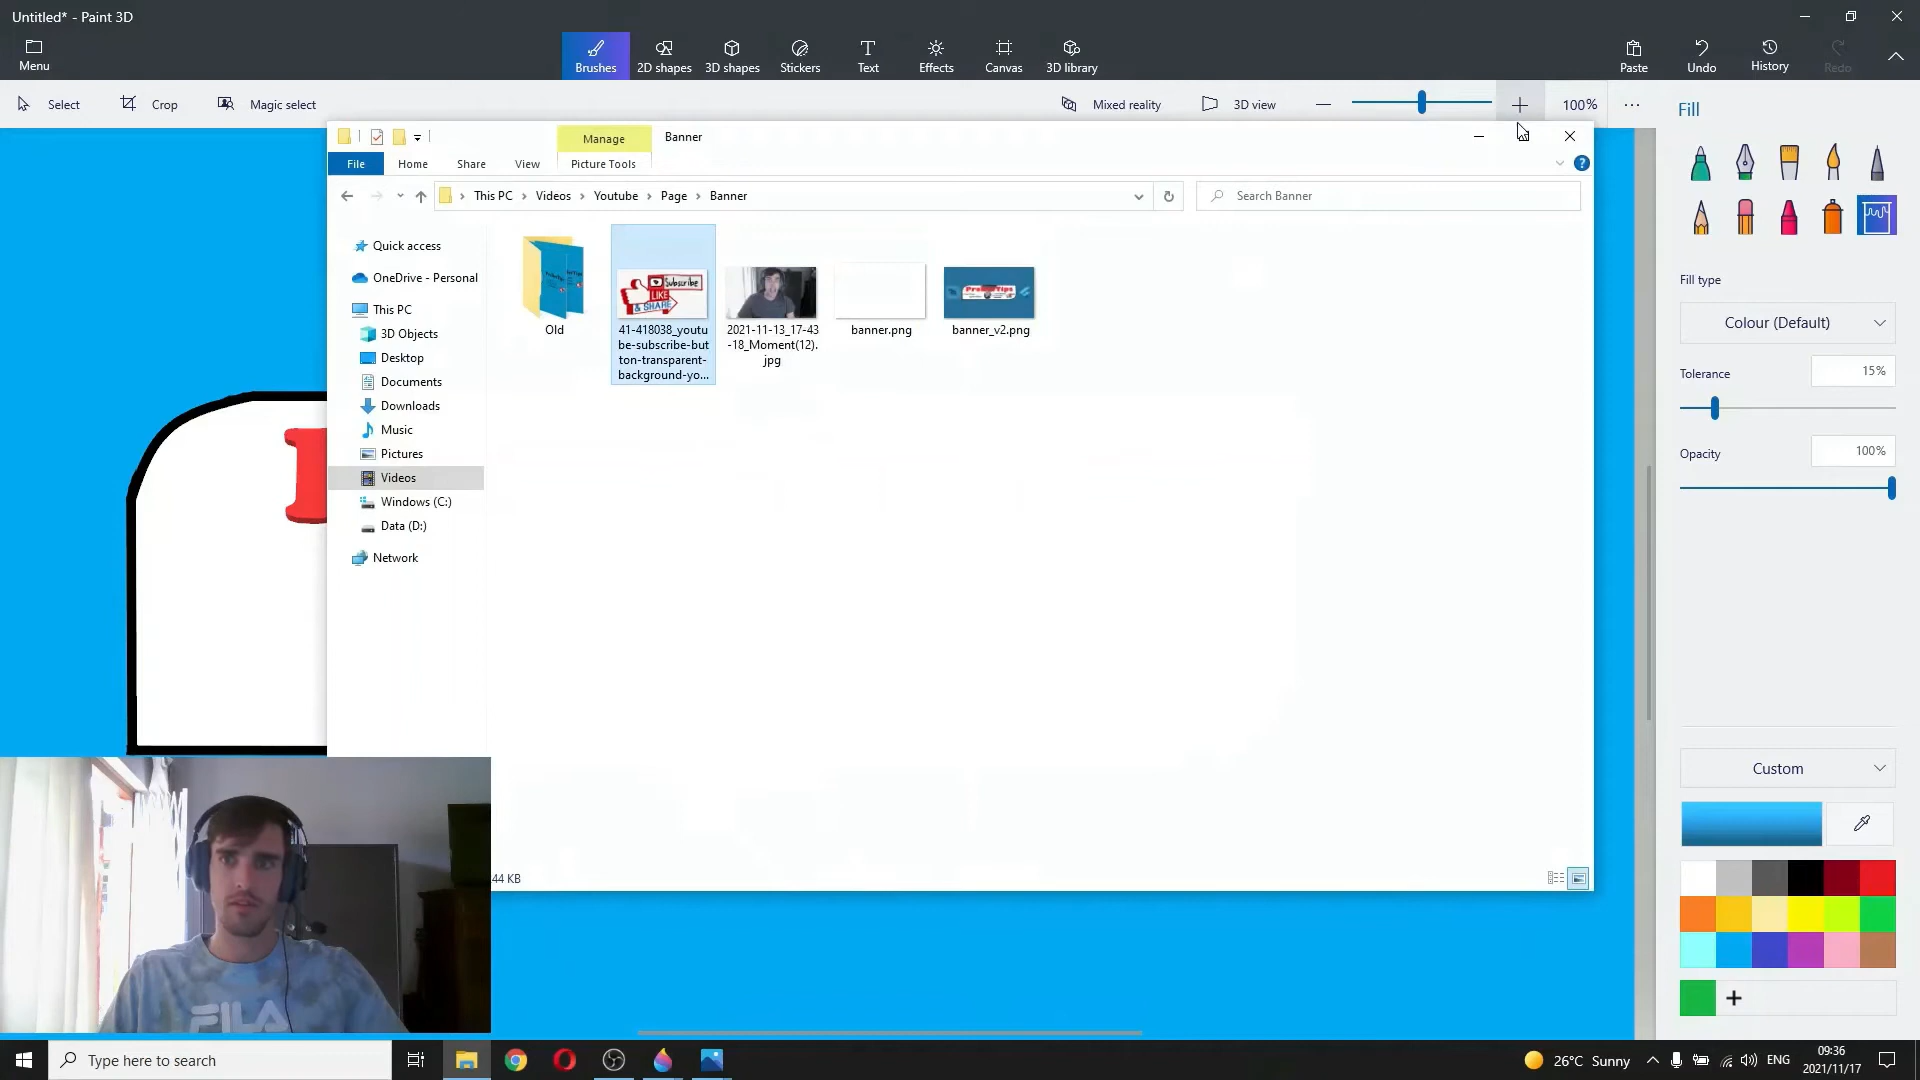 Untitled* - Paint 3D
Menu
Brushes
2D shapes
3D shapes
Stickers
Text
Effects
Canvas
3D library
Paste
Undo
History
Redo
Select
Crop
Magic select
Mixed reality
3D view
100%
Fill
Manage
Banner
File
Home
Share
View
Picture Tools
This PC
Videos
Youtube
Page
Banner
Search Banner
Quick access
OneDrive - Personal
This PC
3D Objects
Desktop
Documents
Downloads
Music
Pictures
Videos
Windows (C:)
Data (D:)
Network
Subscribe
LIKE
& SHARE
Old
41-418038_youtu
be-subscribe-but
ton-transparent-
background-yo...
2021-11-13_17-43
-18_Moment(12).
jpg
banner.png
banner_v2.png
44 KB
Fill type
Colour (Default)
Tolerance
15%
Opacity
100%
Custom
FILA
Type here to search
26°C Sunny
ENG
09:36
2021/11/17